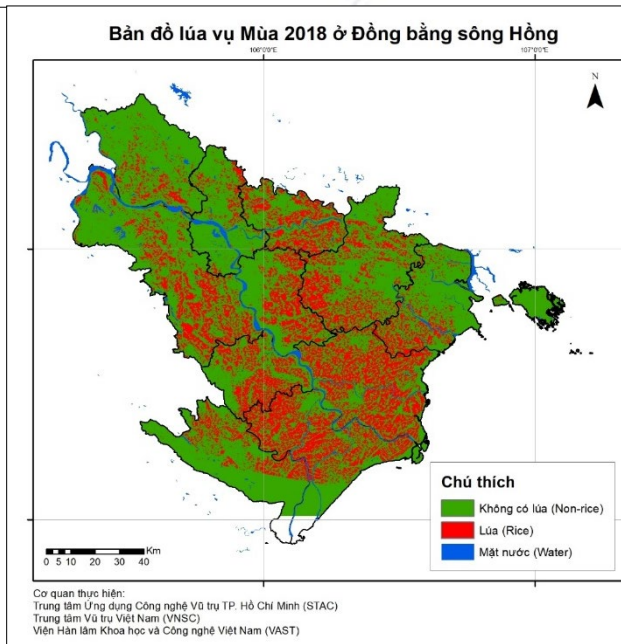 Bản đồ lúa vụ Mùa 2018 ở Đồng bằng sông Hồng
106°0'0"E
107°0'0"E
N
Chú thích
Không có lúa (Non-rice)
Lúa (Rice)
Mặt nước (Water)
Km
0 5 10 20 30 40
Cơ quan thực hiện:
Trung tâm Ứng dụng Công nghệ Vũ trụ TP. Hồ Chí Minh (STAC)
Trung tâm Vũ trụ Việt Nam (VNSC)
Viện Hàn lâm Khoa học và Công nghệ Việt Nam (VAST)